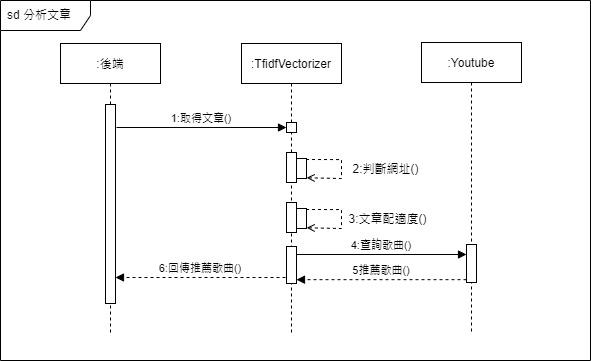 sd 分析文章
:後端
:TfidfVectorizer
:Youtube
1:取得文章()
2:判斷網址()
3:文章配適度()
4:查詢歌曲()
5推薦歌曲()
6:回傳推薦歌曲()